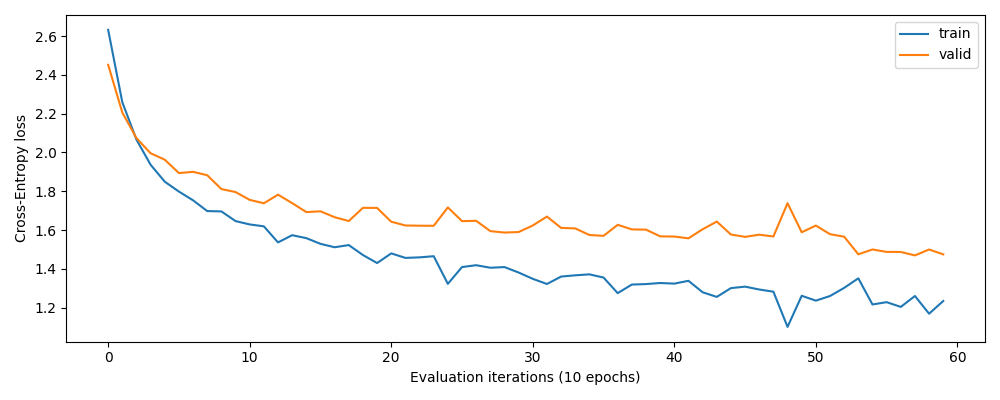 train
valid
2.6
2.4
2.2
2.0
1.8
1.6
1.4
1.2
Cross-Entropy loss
0 10 20 30 40 50 60
Evaluation iterations (10 epochs)